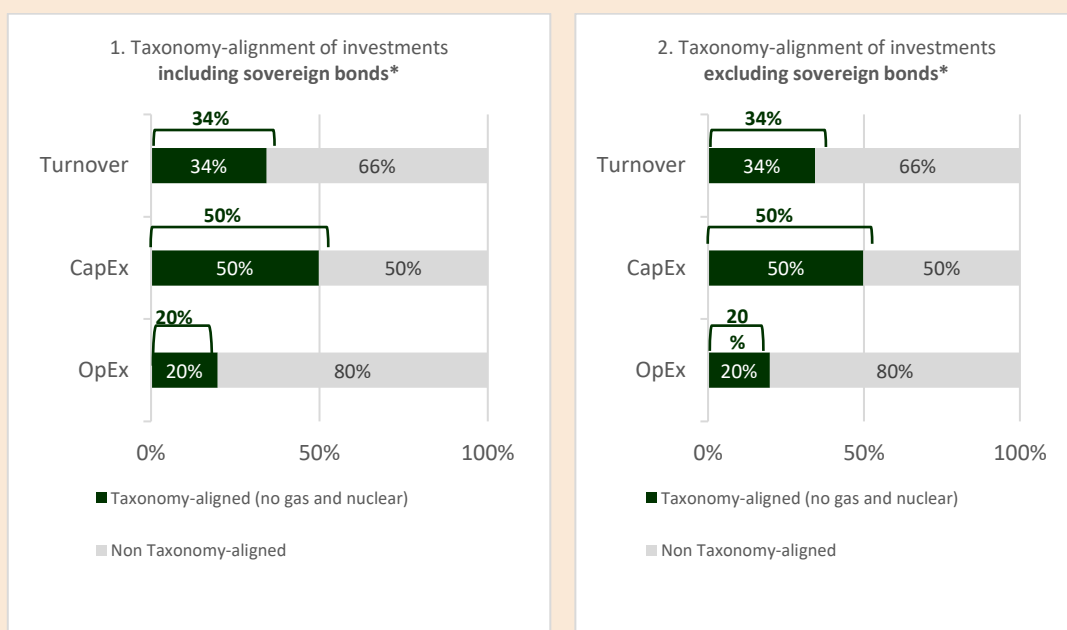 1. Taxonomy-alignment of investments
including sovereign bonds*
34%
Turnover
34%
66%
50%
CapEx
50%
50%
20%
OpEx
20%
80%
0%
50%
100%
Taxonomy-aligned (no gas and nuclear)
Non Taxonomy-aligned
2. Taxonomy-alignment of investments
excluding sovereign bonds*
34%
Turnover
34%
66%
50%
CapEx
50%
50%
20
%
OpEx
20%
80%
0%
50%
100%
Taxonomy-aligned (no gas and nuclear)
Non Taxonomy-aligned